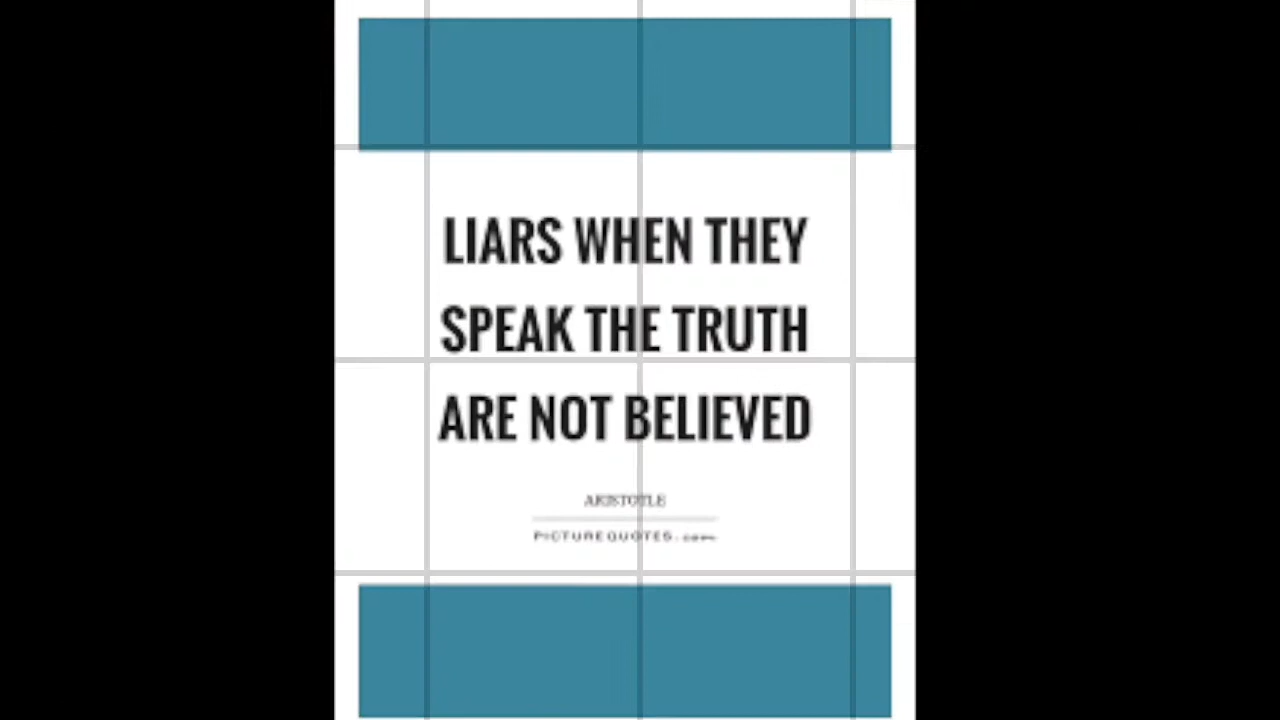 LIARS WHEN THEY
SPEAK THE TRUTH
ARE NOT BELIEVED
ARISTOTLE
PICTUREQUOTES.com